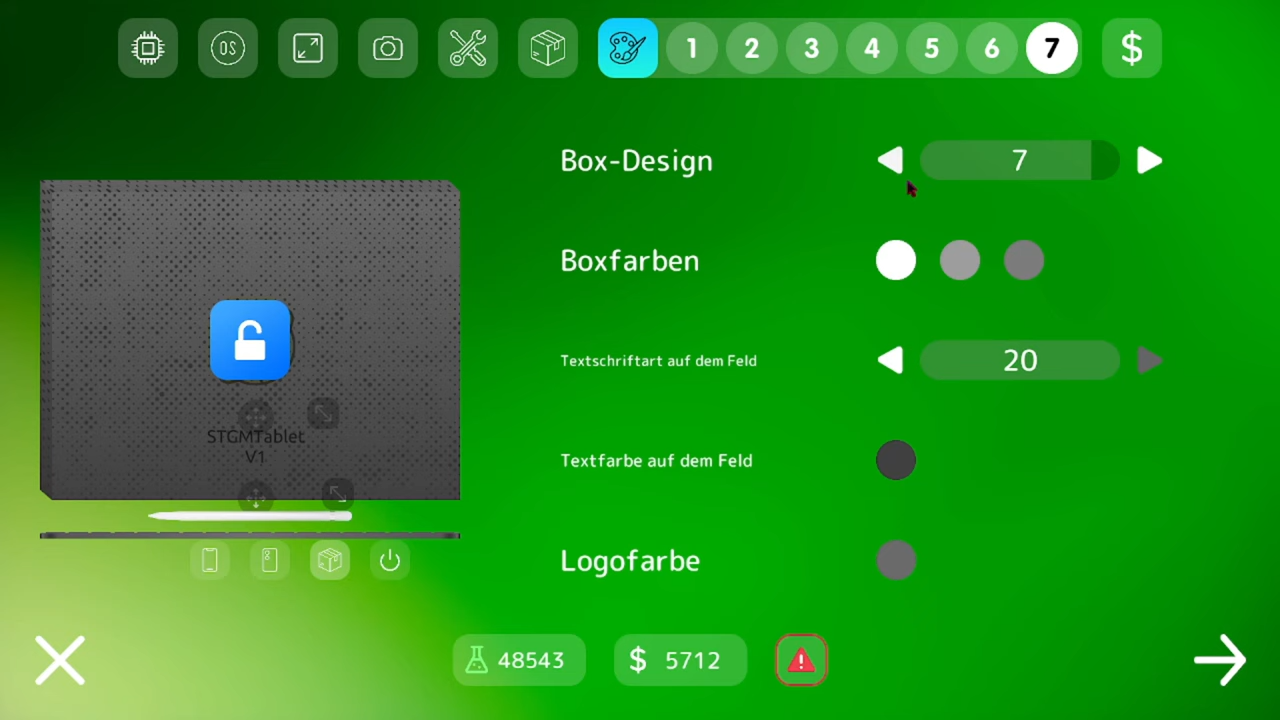 OS
1 2 3 4 5 6 7 $
Box-Design
7
Boxfarben
Textschriftart auf dem Feld
20
Textfarbe auf dem Feld
Logofarbe
STGMTablet
V1
48543
$ 5712